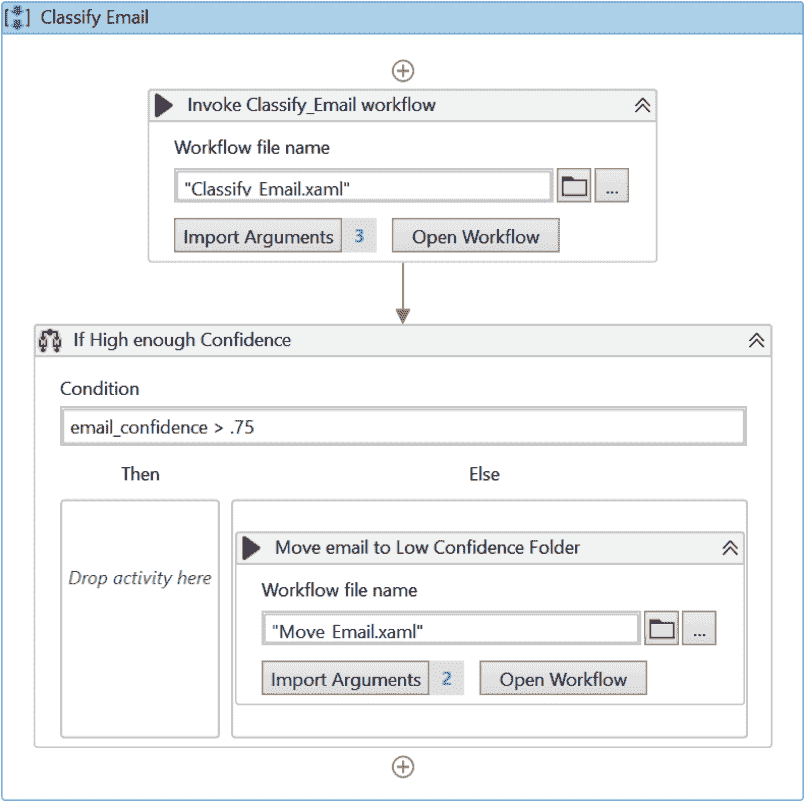 Classify Email
Invoke Classify_Email workflow
Workflow file name
"Classify_Email.xaml"
...
Import Arguments 3 Open Workflow
If High enough Confidence
Condition
email_confidence > .75
Then Else
Move email to Low Confidence Folder
Drop activity here
Workflow file name
"Move_Email.xaml"
...
Import Arguments 2 Open Workflow